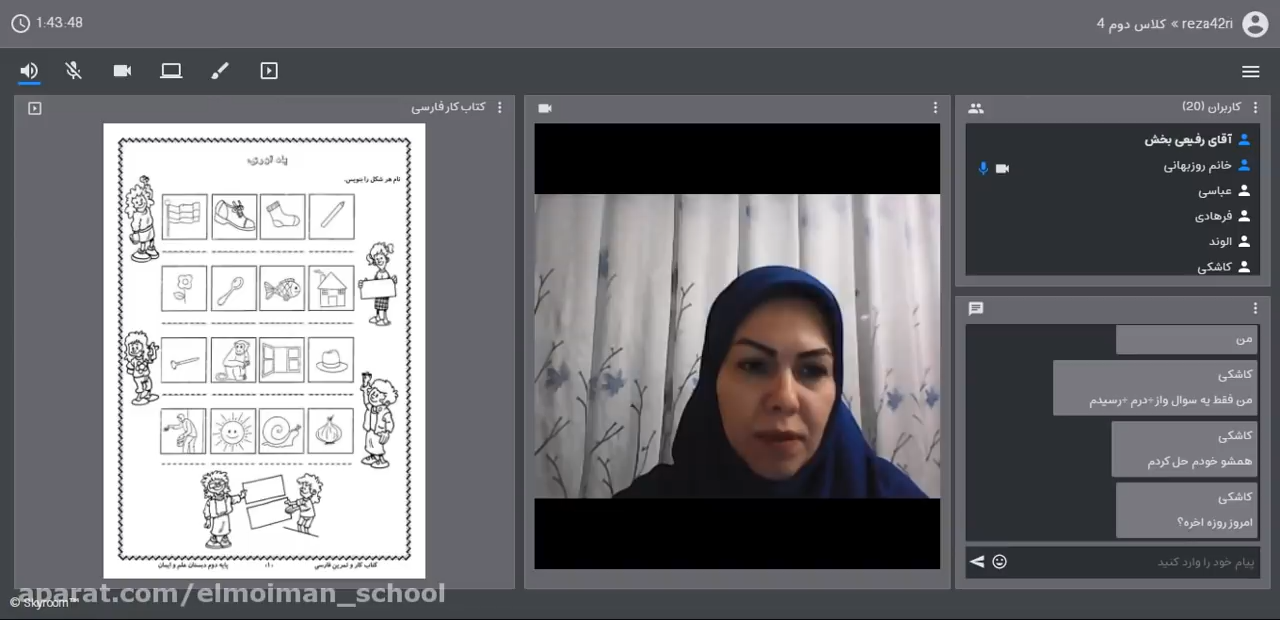 1:43:48
reza42ri » کلاس دوم 4
کتاب کار فارسی
نام هر شکل را بنویس.
کتاب کار و تمرین فارسی
پایه دوم دبستان علم و ایمان
کاربران (20)
آقای رفیعی بخش
خانم روزبهانی
عباسی
فرهادی
الوند
کاشکی
من
کاشکی
من فقط یه سوال واز÷درم ÷رسیدم
کاشکی
همشو خودم حل کردم
کاشکی
امروز روزه اخره؟
پیام خود را وارد کنید
aparat.com/elmoiman_school
© Skyroom™